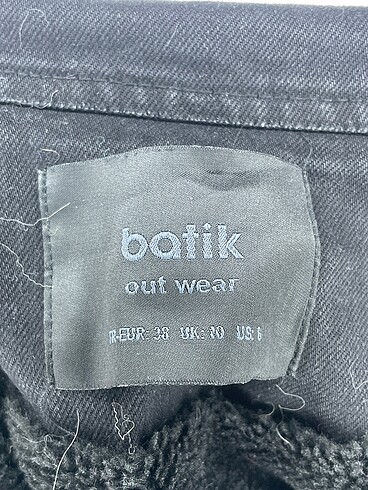 batik
out wear
TR-EUR: 38 UK: 10 US: 6